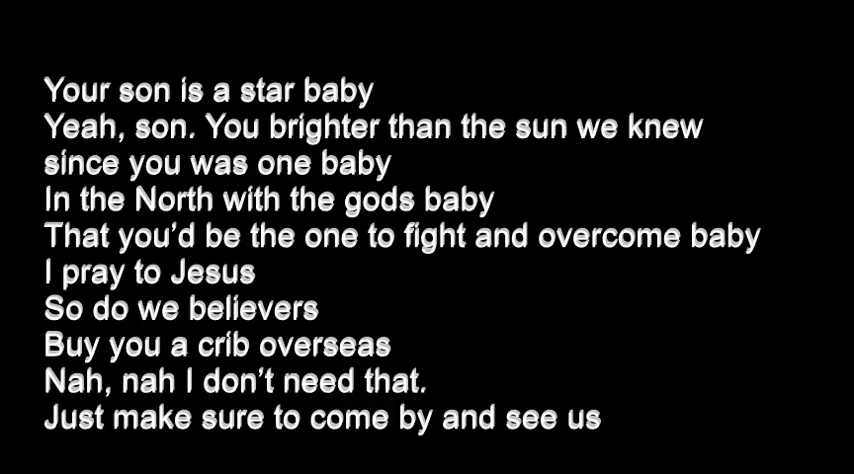 Your son is a star baby
Yeah, son. You brighter than the sun we knew
since you was one baby
In the North with the gods baby
That you’d be the one to fight and overcome baby
I pray to Jesus
So do we believers
Buy you a crib overseas
Nah, nah I don’t need that.
Just make sure to come by and see us